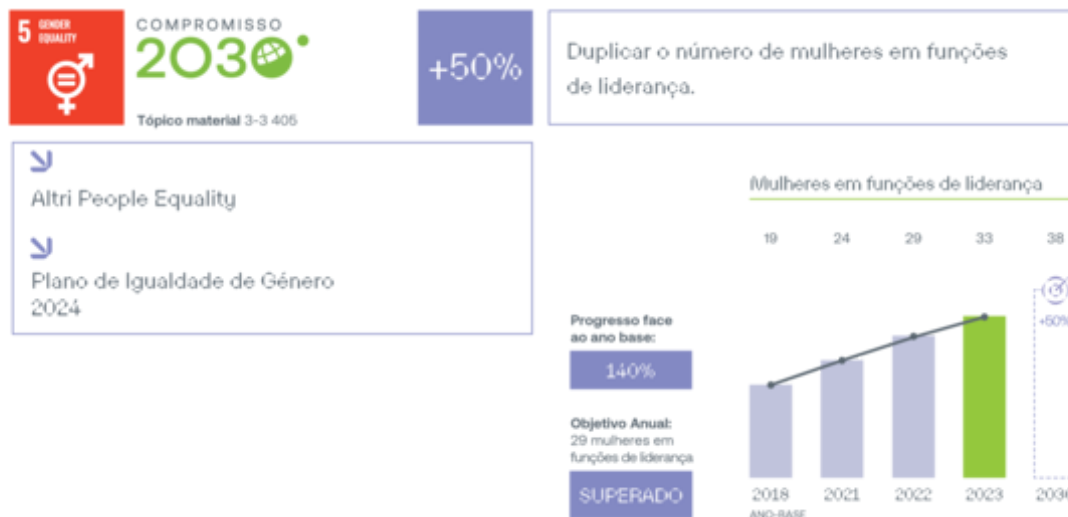 5 GENDER
EQUALITY
COMPROMISSO
2030
Tópico material 3-3 405
+50%
Duplicar o número de mulheres em funções
de liderança.
Altri People Equality
Plano de Igualdade de Género
2024
Mulheres em funções de liderança
19 24 29 33 38
+50%
Progresso face
ao ano base:
140%
Objetivo Anual:
29 mulheres em
funções de liderança
SUPERADO
2018 2021 2022 2023 2030
ANO-BASE